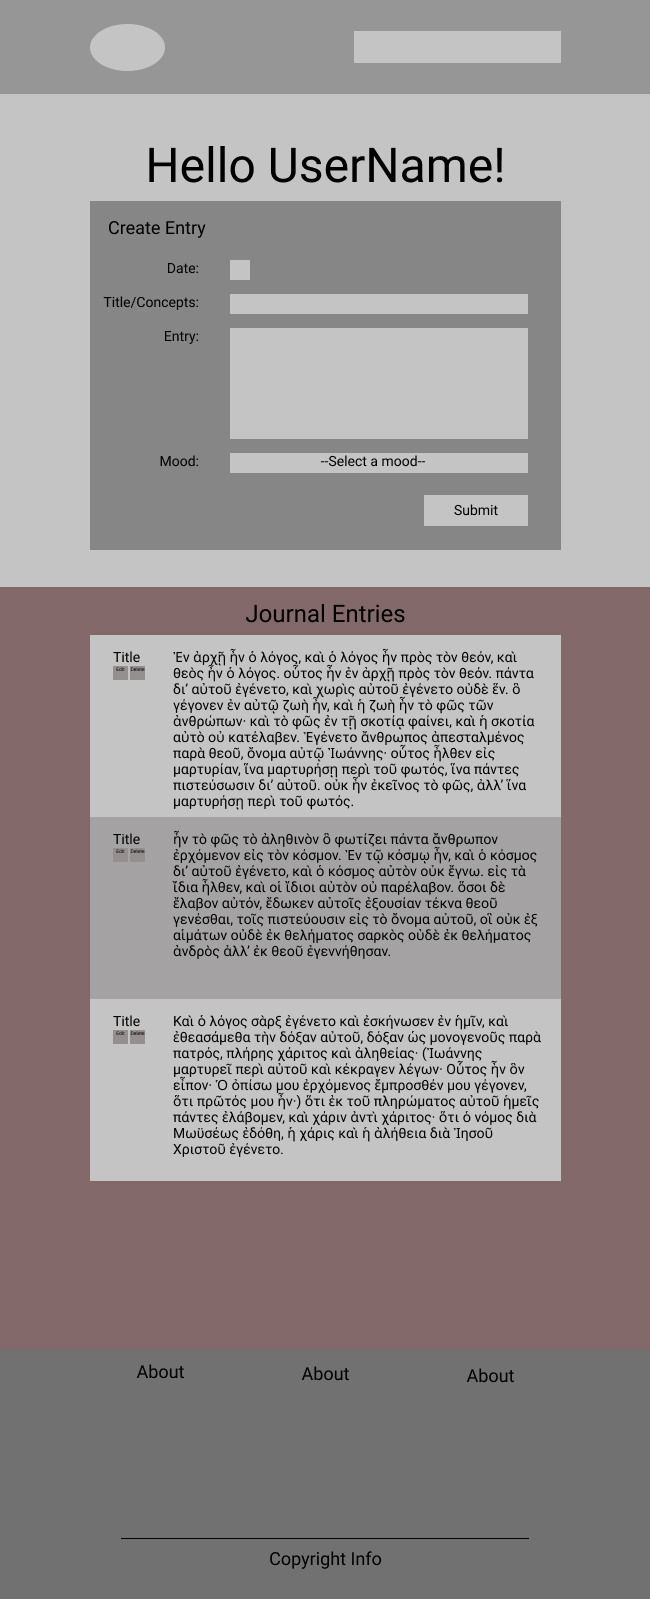 Hello UserName!
Create Entry
Date:
Title/Concepts:
Entry:
Mood:
--Select a mood--
Submit
Journal Entries
Title
Edit Delete
Ἐν ἀρχῇ ἦν ὁ λόγος, καὶ ὁ λόγος ἦν πρὸς τὸν θεόν, καὶ
θεὸς ἦν ὁ λόγος. οὗτος ἦν ἐν ἀρχῇ πρὸς τὸν θεόν. πάντα
δι’ αὐτοῦ ἐγένετο, καὶ χωρὶς αὐτοῦ ἐγένετο οὐδὲ ἕν. ὃ
γέγονεν ἐν αὐτῷ ζωὴ ἦν, καὶ ἡ ζωὴ ἦν τὸ φῶς τῶν
ἀνθρώπων· καὶ τὸ φῶς ἐν τῇ σκοτίᾳ φαίνει, καὶ ἡ σκοτία
αὐτὸ οὐ κατέλαβεν. Ἐγένετο ἄνθρωπος ἀπεσταλμένος
παρὰ θεοῦ, ὄνομα αὐτῷ Ἰωάννης· οὗτος ἦλθεν εἰς
μαρτυρίαν, ἵνα μαρτυρήσῃ περὶ τοῦ φωτός, ἵνα πάντες
πιστεύσωσιν δι’ αὐτοῦ. οὐκ ἦν ἐκεῖνος τὸ φῶς, ἀλλ’ ἵνα
μαρτυρήσῃ περὶ τοῦ φωτός.
Title
Edit Delete
ἦν τὸ φῶς τὸ ἀληθινὸν ὃ φωτίζει πάντα ἄνθρωπον
ἐρχόμενον εἰς τὸν κόσμον. Ἐν τῷ κόσμῳ ἦν, καὶ ὁ κόσμος
δι’ αὐτοῦ ἐγένετο, καὶ ὁ κόσμος αὐτὸν οὐκ ἔγνω. εἰς τὰ
ἴδια ἦλθεν, καὶ οἱ ἴδιοι αὐτὸν οὐ παρέλαβον. ὅσοι δὲ
ἔλαβον αὐτόν, ἔδωκεν αὐτοῖς ἐξουσίαν τέκνα θεοῦ
γενέσθαι, τοῖς πιστεύουσιν εἰς τὸ ὄνομα αὐτοῦ, οἳ οὐκ ἐξ
αἱμάτων οὐδὲ ἐκ θελήματος σαρκὸς οὐδὲ ἐκ θελήματος
ἀνδρὸς ἀλλ’ ἐκ θεοῦ ἐγεννήθησαν.
Title
Edit Delete
Καὶ ὁ λόγος σὰρξ ἐγένετο καὶ ἐσκήνωσεν ἐν ἡμῖν, καὶ
ἐθεασάμεθα τὴν δόξαν αὐτοῦ, δόξαν ὡς μονογενοῦς παρὰ
πατρός, πλήρης χάριτος καὶ ἀληθείας· (Ἰωάννης
μαρτυρεῖ περὶ αὐτοῦ καὶ κέκραγεν λέγων· Οὗτος ἦν ὃν
εἶπον· Ὁ ὀπίσω μου ἐρχόμενος ἔμπροσθέν μου γέγονεν,
ὅτι πρῶτός μου ἦν·) ὅτι ἐκ τοῦ πληρώματος αὐτοῦ ἡμεῖς
πάντες ἐλάβομεν, καὶ χάριν ἀντὶ χάριτος· ὅτι ὁ νόμος διὰ
Μωϋσέως ἐδόθη, ἡ χάρις καὶ ἡ ἀλήθεια διὰ Ἰησοῦ
Χριστοῦ ἐγένετο.
About
About
About
Copyright Info